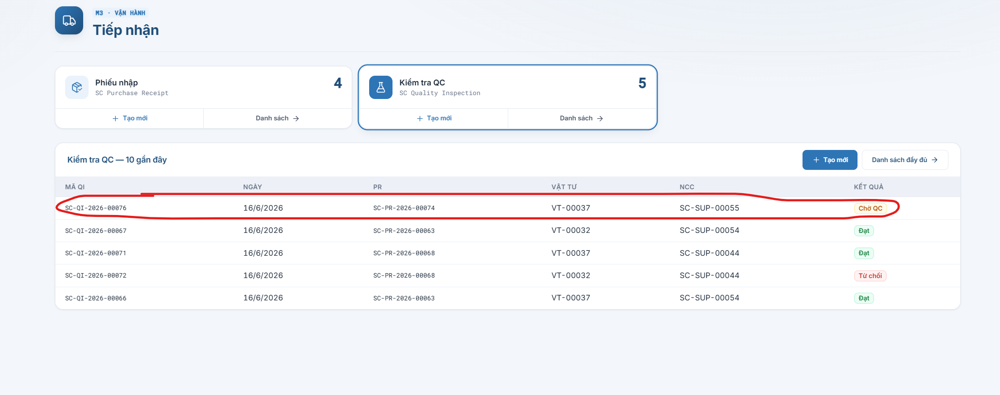 M3 · VẬN HÀNH
Tiếp nhận
Phiếu nhập 4
SC Purchase Receipt
+ Tạo mới Danh sách →
Kiểm tra QC 5
SC Quality Inspection
+ Tạo mới Danh sách →
Kiểm tra QC — 10 gần đây + Tạo mới Danh sách đầy đủ →
MÃ QI NGÀY PR VẬT TƯ NCC KẾT QUẢ
SC-QI-2026-00076 16/6/2026 SC-PR-2026-00074 VT-00037 SC-SUP-00055 Chờ QC
SC-QI-2026-00067 16/6/2026 SC-PR-2026-00063 VT-00032 SC-SUP-00054 Đạt
SC-QI-2026-00071 16/6/2026 SC-PR-2026-00068 VT-00037 SC-SUP-00044 Đạt
SC-QI-2026-00072 16/6/2026 SC-PR-2026-00068 VT-00032 SC-SUP-00044 Từ chối
SC-QI-2026-00066 16/6/2026 SC-PR-2026-00063 VT-00037 SC-SUP-00054 Đạt